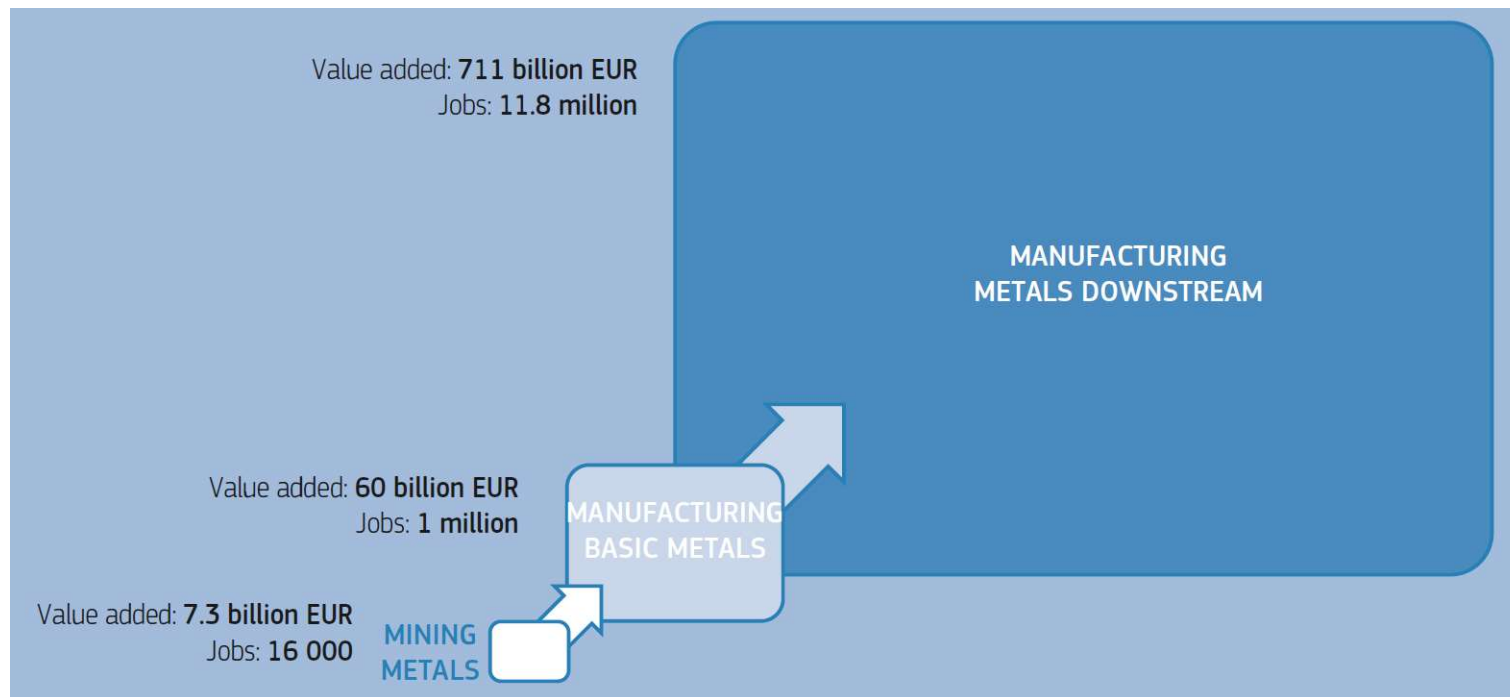 Value added: 711 billion EUR
Jobs: 11.8 million
MANUFACTURING
METALS DOWNSTREAM
Value added: 60 billion EUR
Jobs: 1 million
MANUFACTURING
BASIC METALS
Value added: 7.3 billion EUR
Jobs: 16 000
MINING
METALS